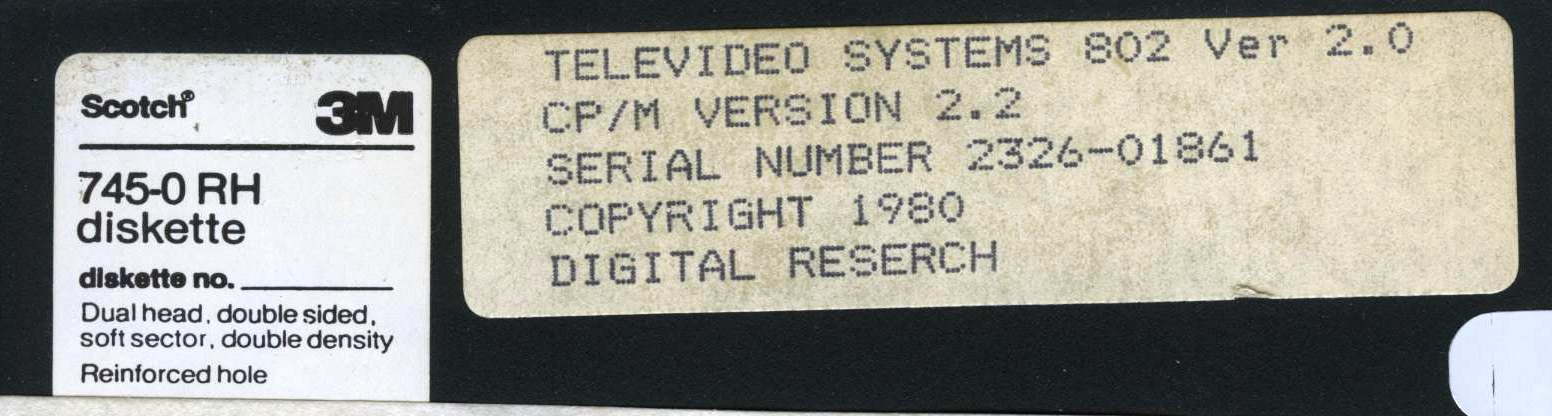 Scotch® 3M
745-0 RH
diskette
diskette no.
Dual head, double sided,
soft sector, double density
Reinforced hole
TELEVIDEO SYSTEMS 802 Ver 2.0
CP/M VERSION 2.2
SERIAL NUMBER 2326-01861
COPYRIGHT 1980
DIGITAL RESERCH